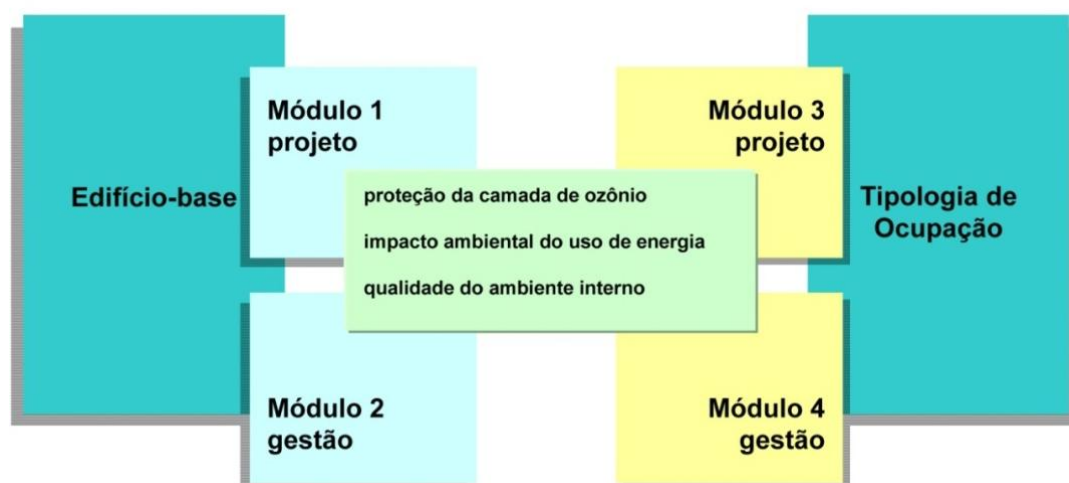 Edifício-base
Módulo 1
projeto
Módulo 2
gestão
proteção da camada de ozônio
impacto ambiental do uso de energia
qualidade do ambiente interno
Módulo 3
projeto
Módulo 4
gestão
Tipologia de
Ocupação